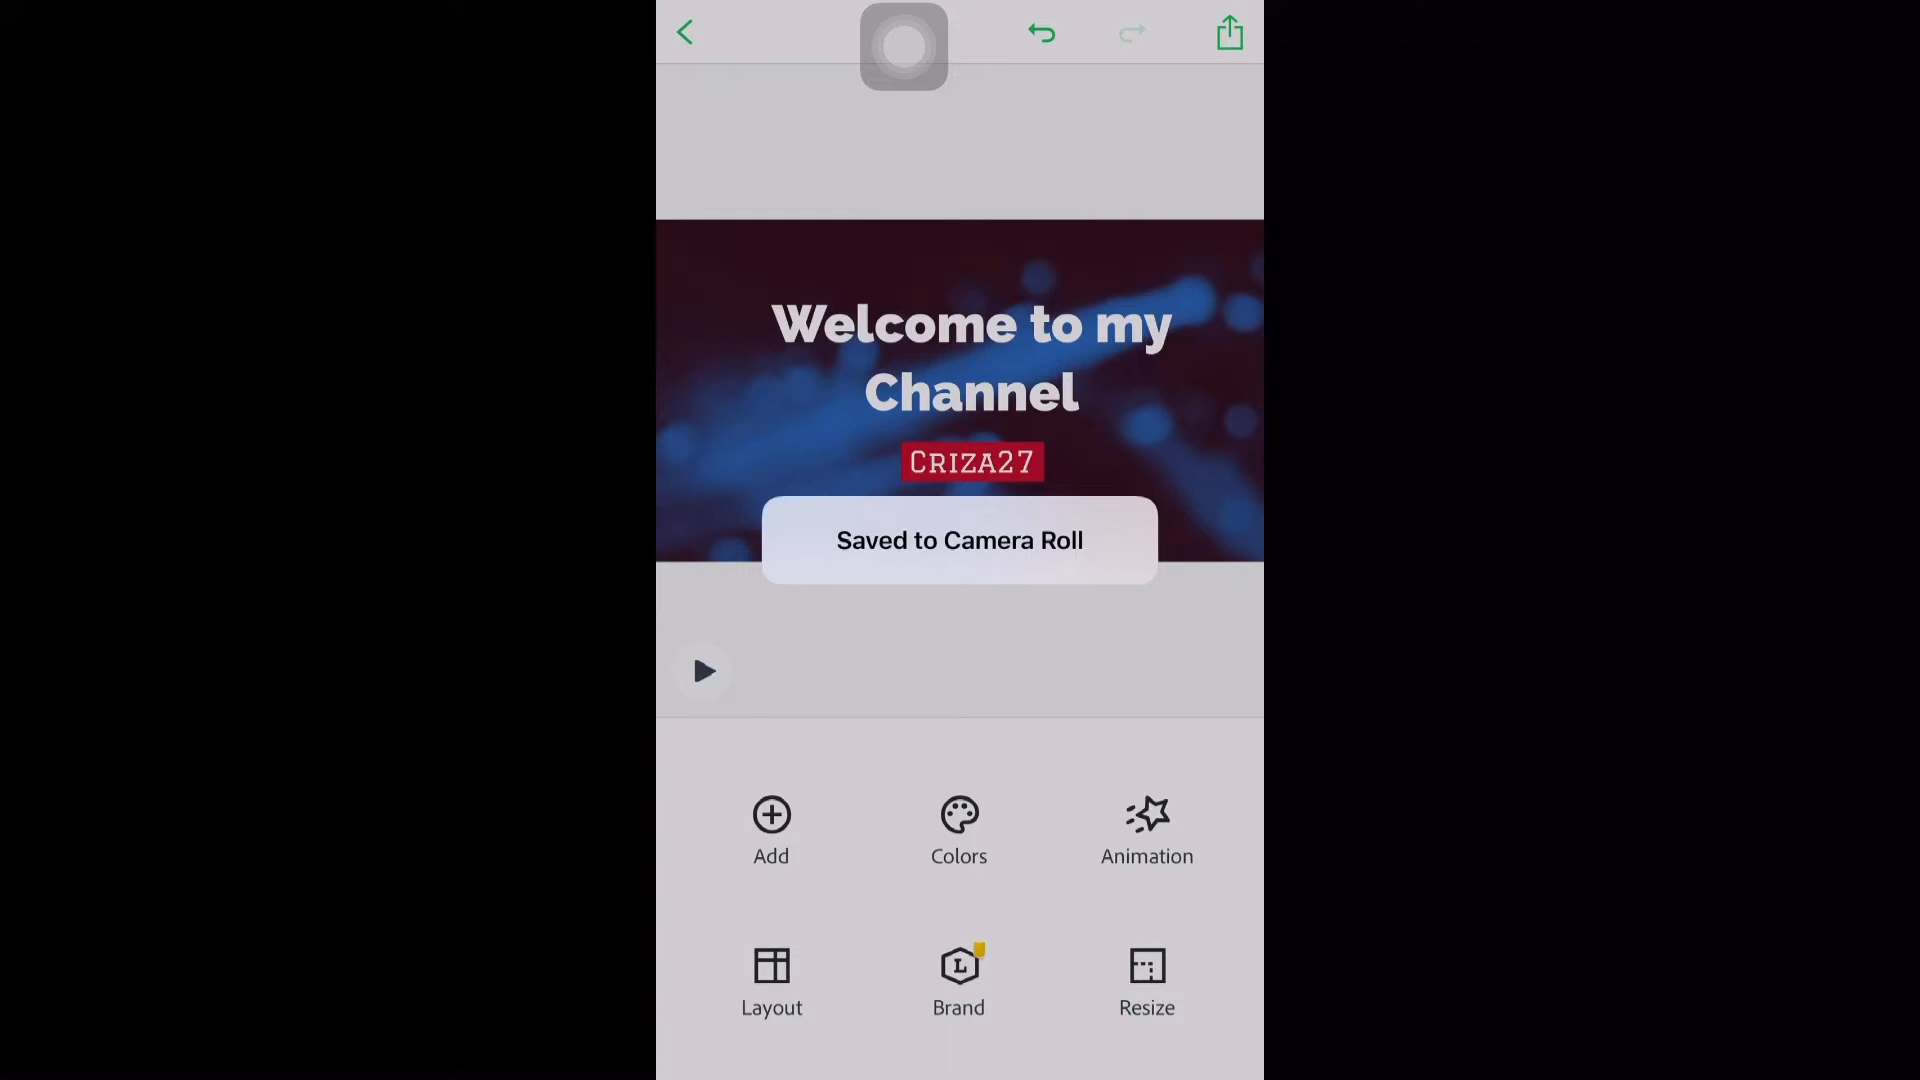 Welcome to my
Channel
CRIZA27
Saved to Camera Roll
Add
Colors
Animation
Layout
Brand
Resize